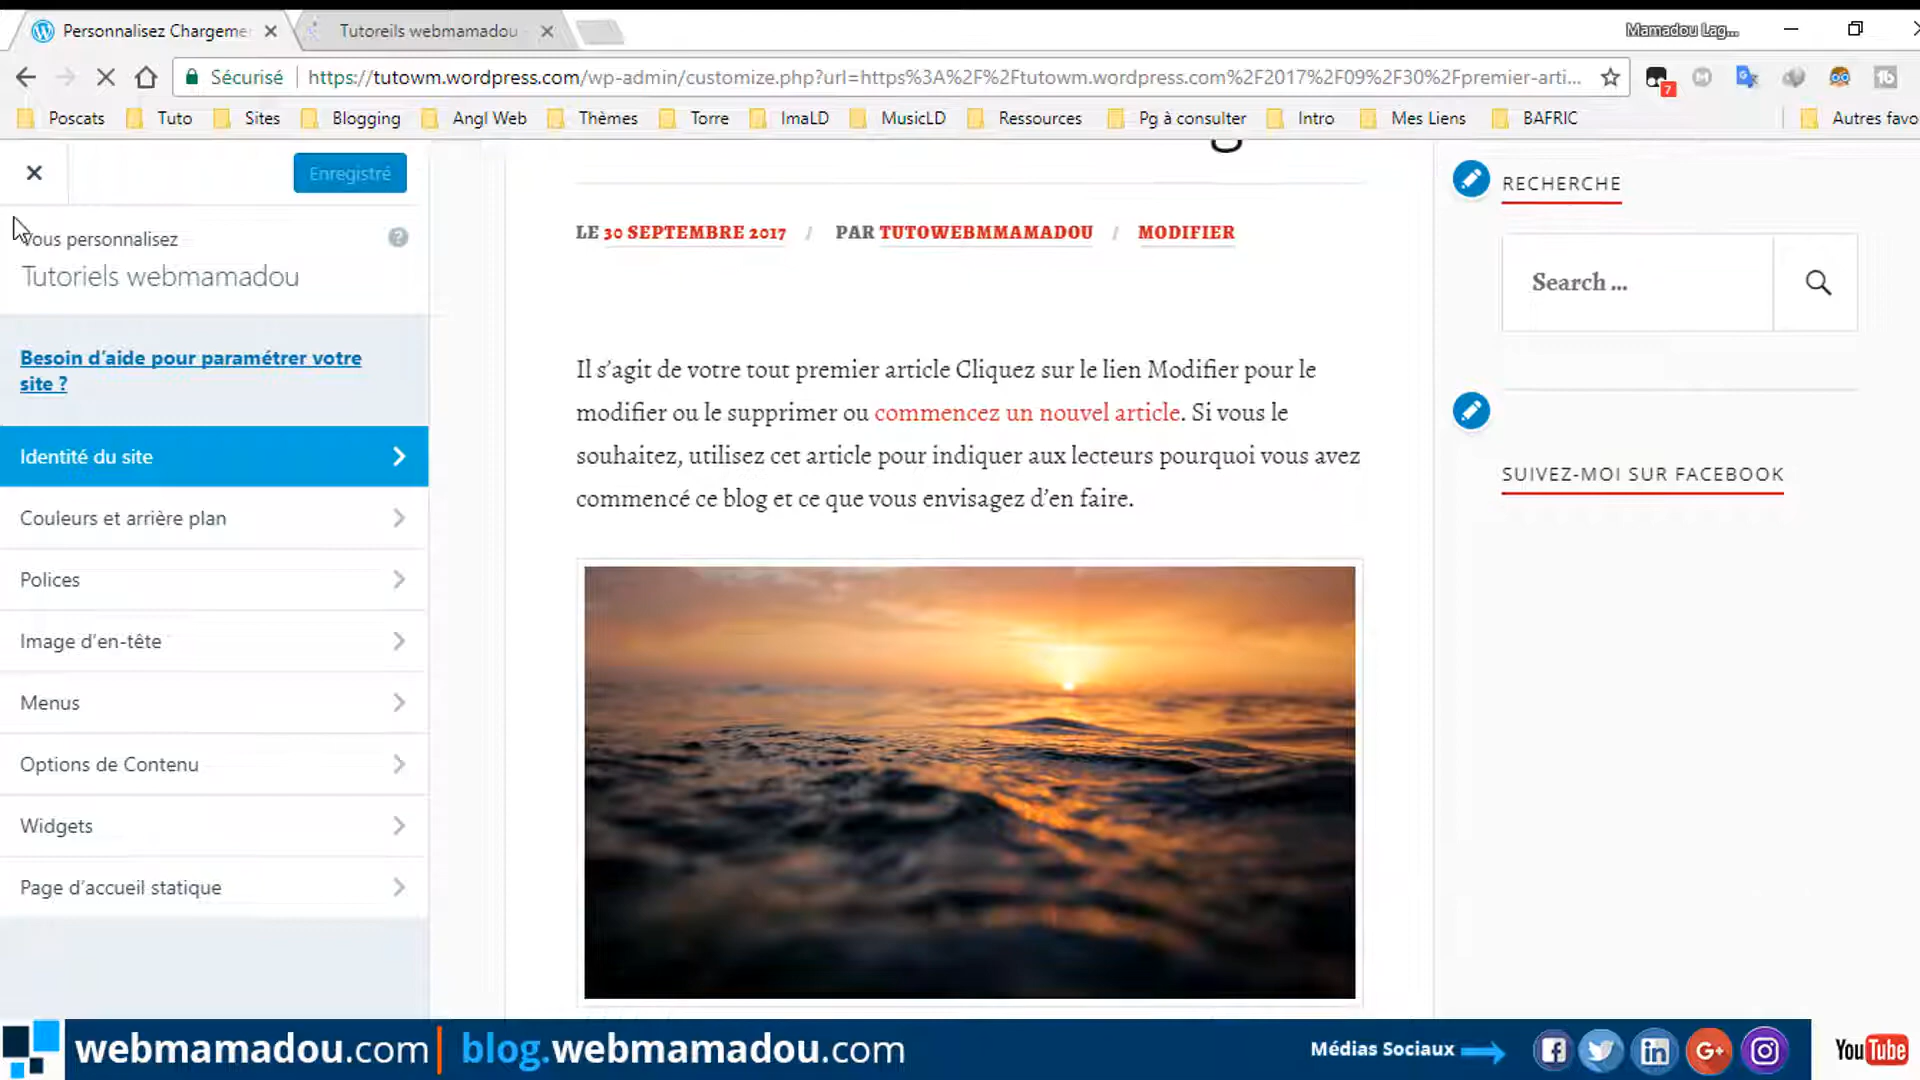 Personnalisez Chargeme
Tutoreils webmamadou
Mamadou Lag...
Sécurisé
https://tutowm.wordpress.com/wp-admin/customize.php?url=https%3A%2F%2Ftutowm.wordpress.com%2F2017%2F09%2F30%2Fpremier-arti...
7
Poscats
Tuto
Sites
Blogging
Angl Web
Thèmes
Torre
ImaLD
MusicLD
Ressources
Pg à consulter
Intro
Mes Liens
BAFRIC
Autres favo
Enregistré
Vous personnalisez
Tutoriels webmamadou
Besoin d'aide pour paramétrer votre
site ?
Identité du site
Couleurs et arrière plan
Polices
Image d'en-tête
Menus
Options de Contenu
Widgets
Page d'accueil statique
LE 30 SEPTEMBRE 2017 / PAR TUTOWEBMMAMADOU / MODIFIER
Il s'agit de votre tout premier article Cliquez sur le lien Modifier pour le
modifier ou le supprimer ou commencez un nouvel article. Si vous le
souhaitez, utilisez cet article pour indiquer aux lecteurs pourquoi vous avez
commencé ce blog et ce que vous envisagez d'en faire.
RECHERCHE
Search ...
SUIVEZ-MOI SUR FACEBOOK
webmamadou.com | blog.webmamadou.com
Médias Sociaux
YouTube